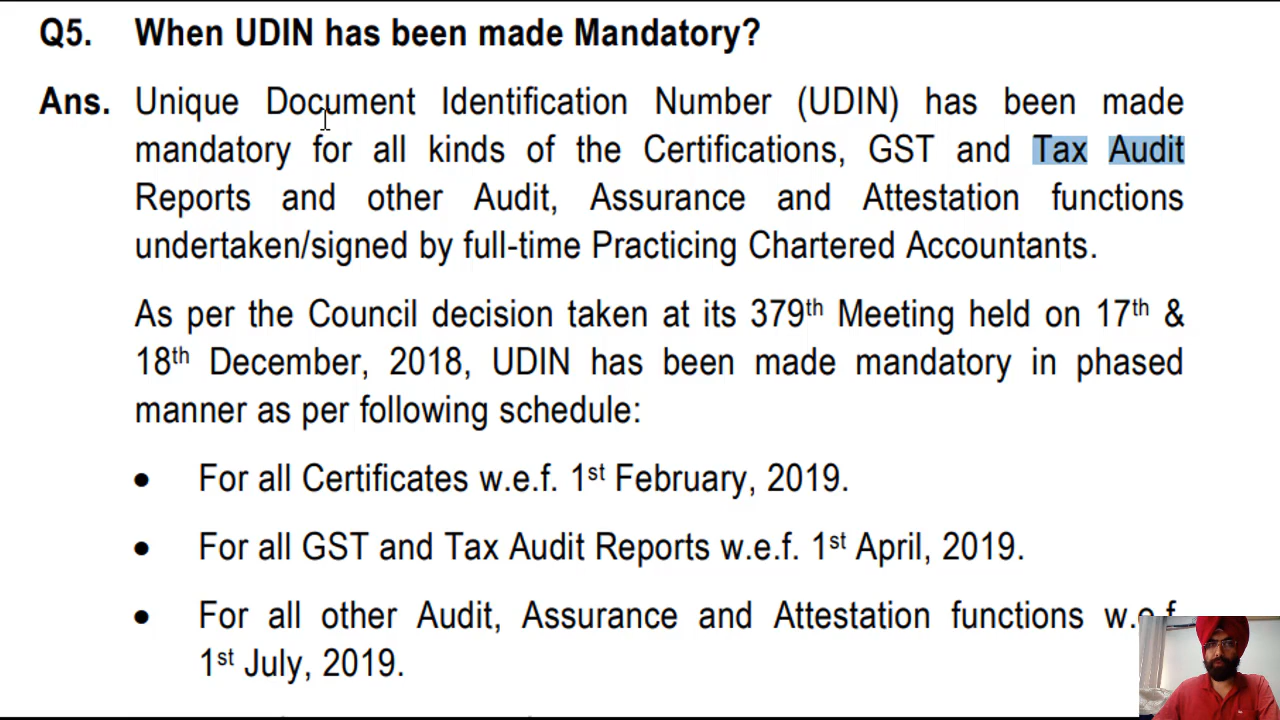 Q5. When UDIN has been made Mandatory?
Ans. Unique Document Identification Number (UDIN) has been made
mandatory for all kinds of the Certifications, GST and Tax Audit
Reports and other Audit, Assurance and Attestation functions
undertaken/signed by full-time Practicing Chartered Accountants.
As per the Council decision taken at its 379th Meeting held on 17th &
18th December, 2018, UDIN has been made mandatory in phased
manner as per following schedule:
• For all Certificates w.e.f. 1st February, 2019.
• For all GST and Tax Audit Reports w.e.f. 1st April, 2019.
• For all other Audit, Assurance and Attestation functions w.e.f.
1st July, 2019.